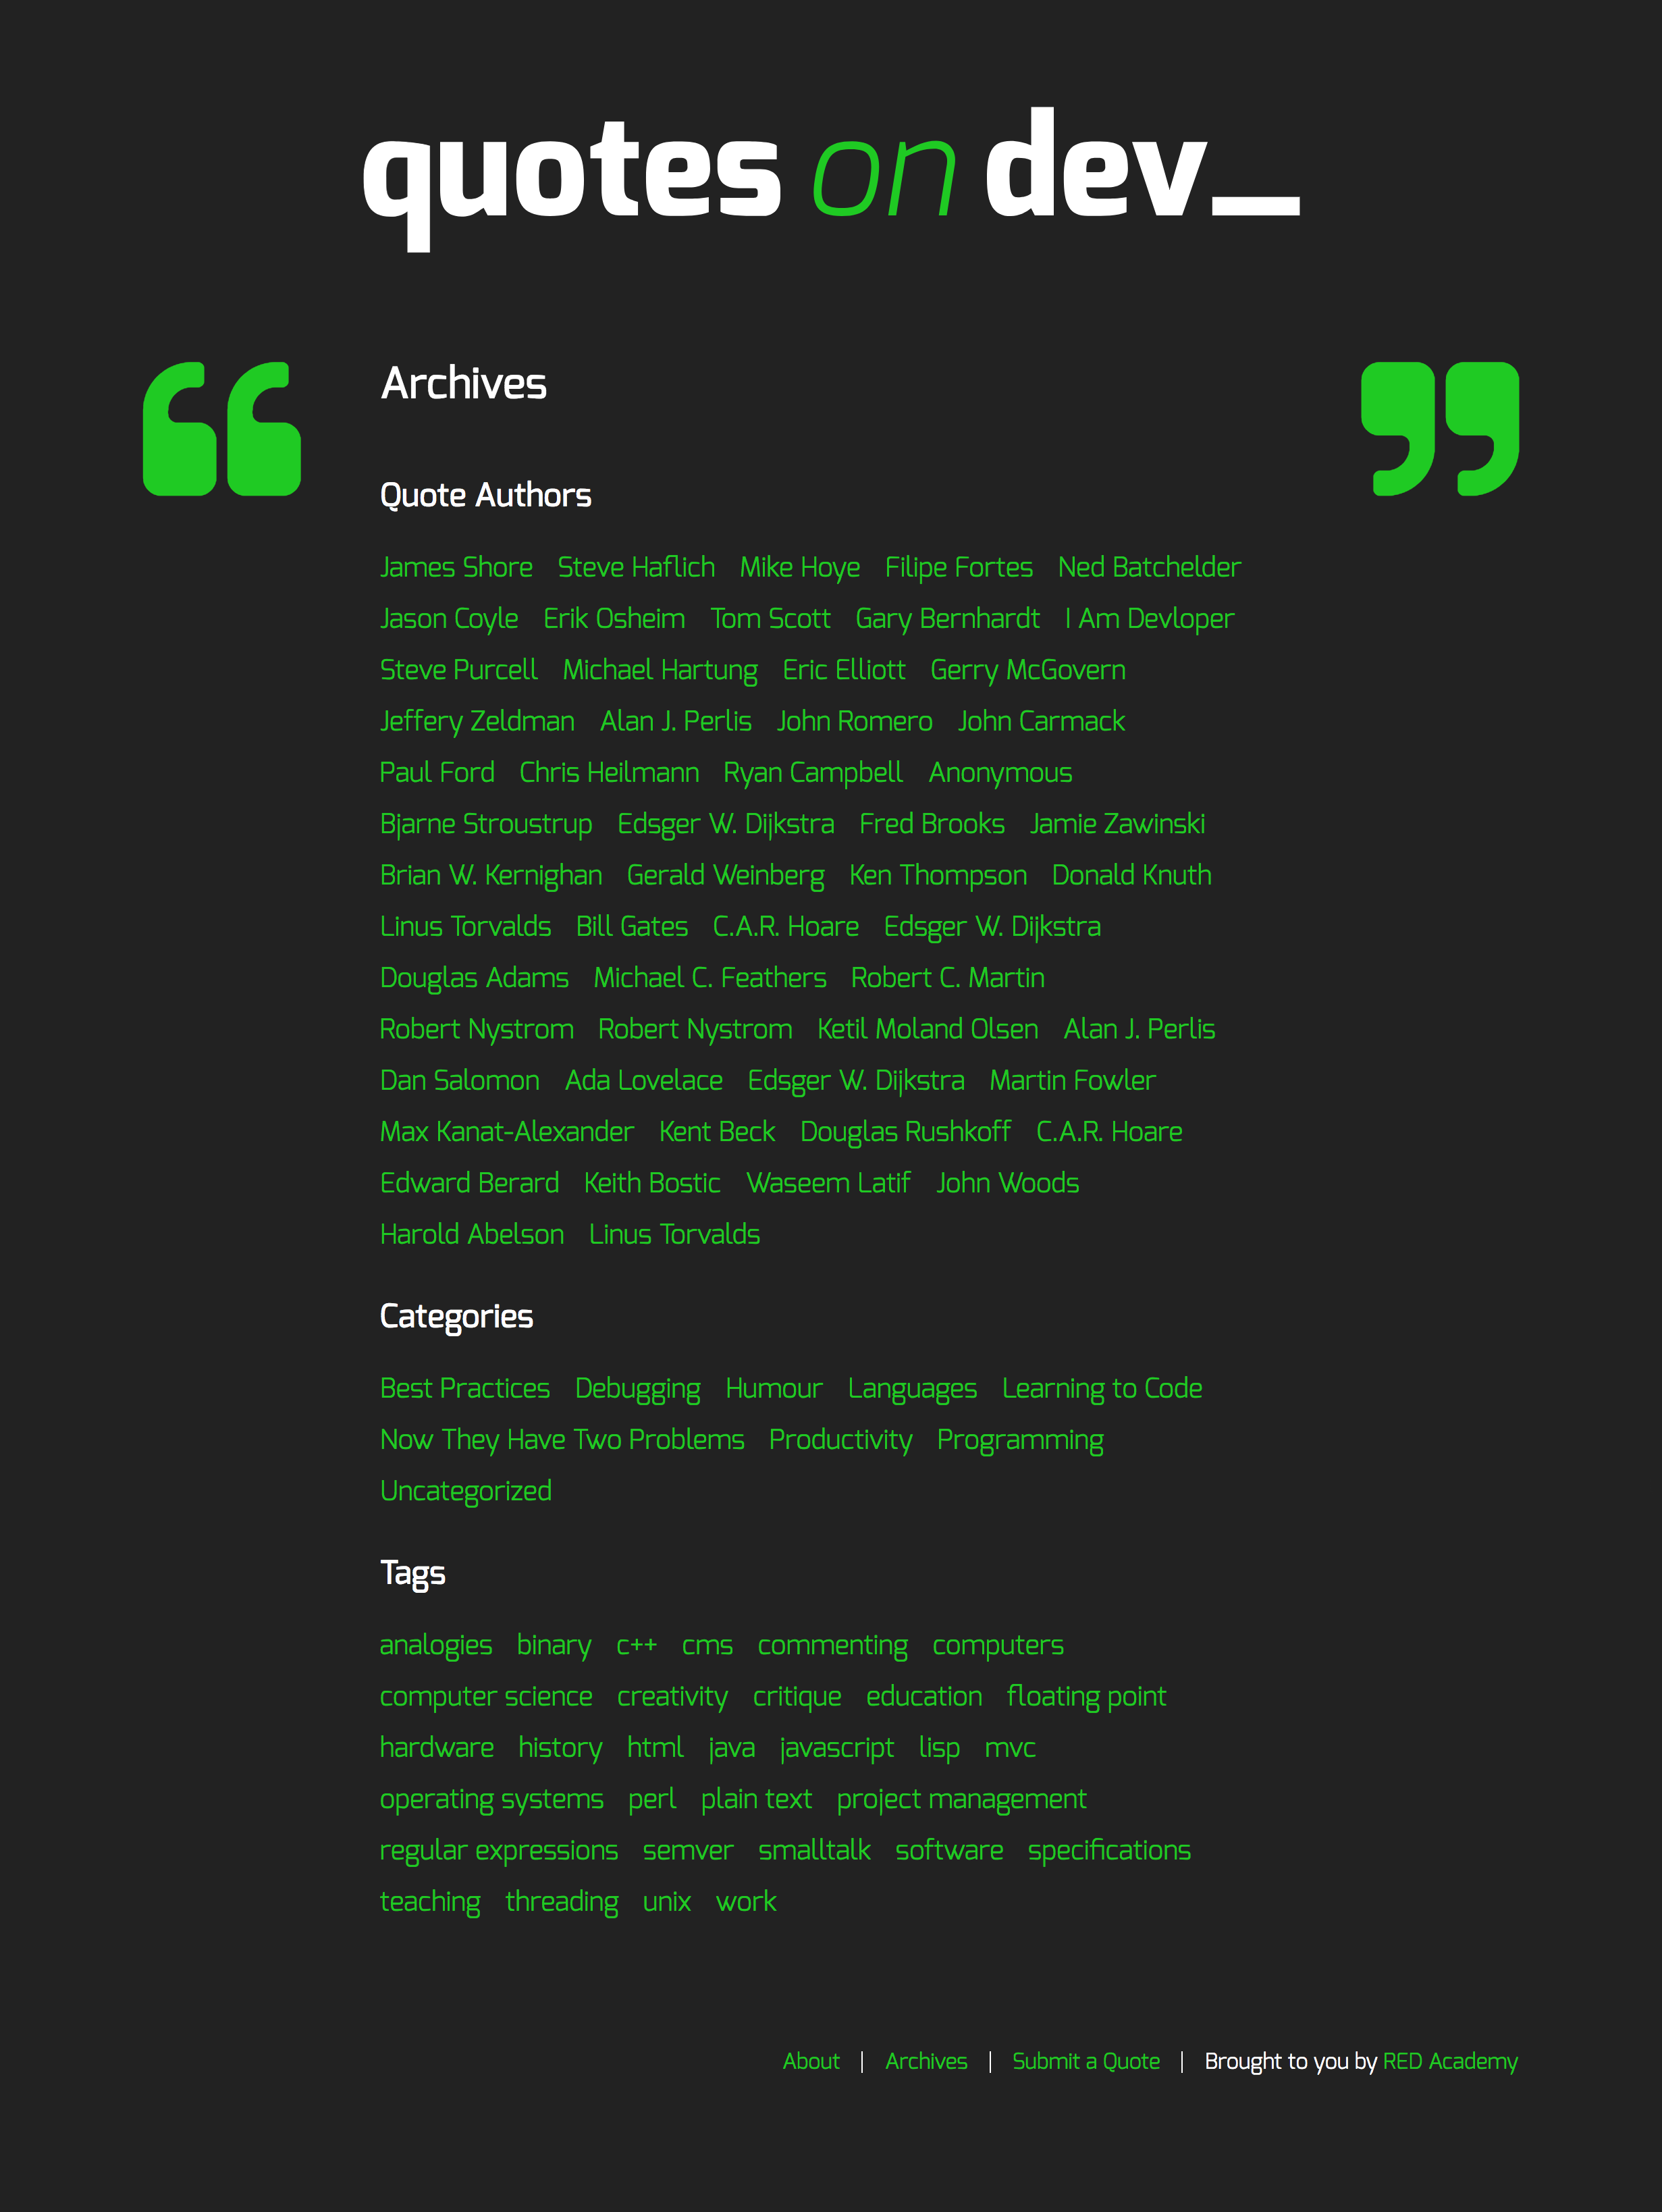 quotes on dev_
Archives
Quote Authors
James Shore Steve Haflich Mike Hoye Filipe Fortes Ned Batchelder
Jason Coyle Erik Osheim Tom Scott Gary Bernhardt I Am Devloper
Steve Purcell Michael Hartung Eric Elliott Gerry McGovern
Jeffery Zeldman Alan J. Perlis John Romero John Carmack
Paul Ford Chris Heilmann Ryan Campbell Anonymous
Bjarne Stroustrup Edsger W. Dijkstra Fred Brooks Jamie Zawinski
Brian W. Kernighan Gerald Weinberg Ken Thompson Donald Knuth
Linus Torvalds Bill Gates C.A.R. Hoare Edsger W. Dijkstra
Douglas Adams Michael C. Feathers Robert C. Martin
Robert Nystrom Robert Nystrom Ketil Moland Olsen Alan J. Perlis
Dan Salomon Ada Lovelace Edsger W. Dijkstra Martin Fowler
Max Kanat-Alexander Kent Beck Douglas Rushkoff C.A.R. Hoare
Edward Berard Keith Bostic Waseem Latif John Woods
Harold Abelson Linus Torvalds
Categories
Best Practices Debugging Humour Languages Learning to Code
Now They Have Two Problems Productivity Programming
Uncategorized
Tags
analogies binary c++ cms commenting computers
computer science creativity critique education floating point
hardware history html java javascript lisp mvc
operating systems perl plain text project management
regular expressions semver smalltalk software specifications
teaching threading unix work
About | Archives | Submit a Quote | Brought to you by RED Academy